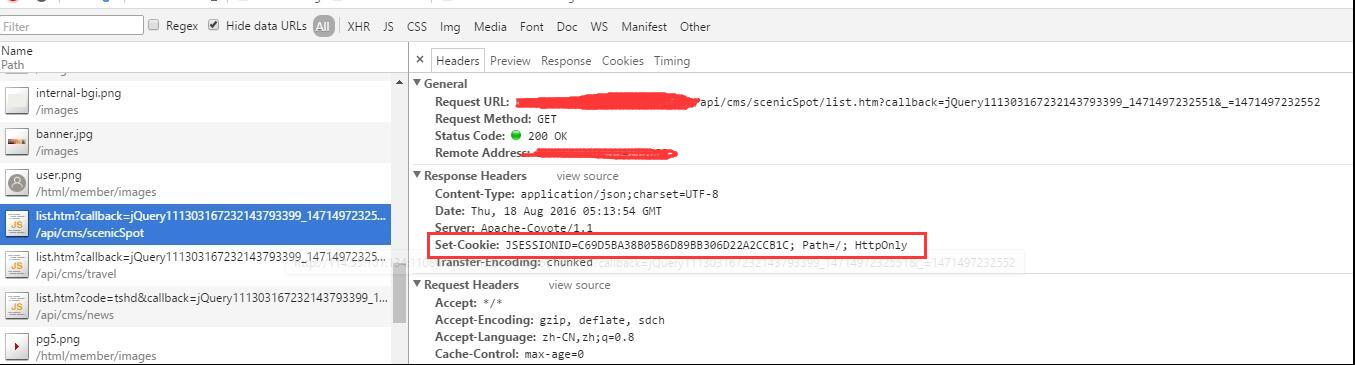 Filter
Regex
Hide data URLs
All
XHR
JS
CSS
Img
Media
Font
Doc
WS
Manifest
Other
Name
Path
internal-bgi.png
/images
banner.jpg
/images
user.png
/html/member/images
list.htm?callback=jQuery111303167232143793399_14714972325...
/api/cms/scenicSpot
list.htm?callback=jQuery111303167232143793399_14714972325...
/api/cms/travel
list.htm?code=tshd&callback=jQuery111303167232143793399_1...
/api/cms/news
pg5.png
/html/member/images
× Headers Preview Response Cookies Timing
General
Request URL: api/cms/scenicSpot/list.htm?callback=jQuery111303167232143793399_1471497232551&_=1471497232552
Request Method: GET
Status Code: 200 OK
Remote Address:
Response Headers view source
Content-Type: application/json;charset=UTF-8
Date: Thu, 18 Aug 2016 05:13:54 GMT
Server: Apache-Coyote/1.1
Set-Cookie: JSESSIONID=C69D5BA38B05B6D89BB306D22A2CCB1C; Path=/; HttpOnly
Transfer-Encoding: chunked
Request Headers view source
Accept: */*
Accept-Encoding: gzip, deflate, sdch
Accept-Language: zh-CN,zh;q=0.8
Cache-Control: max-age=0